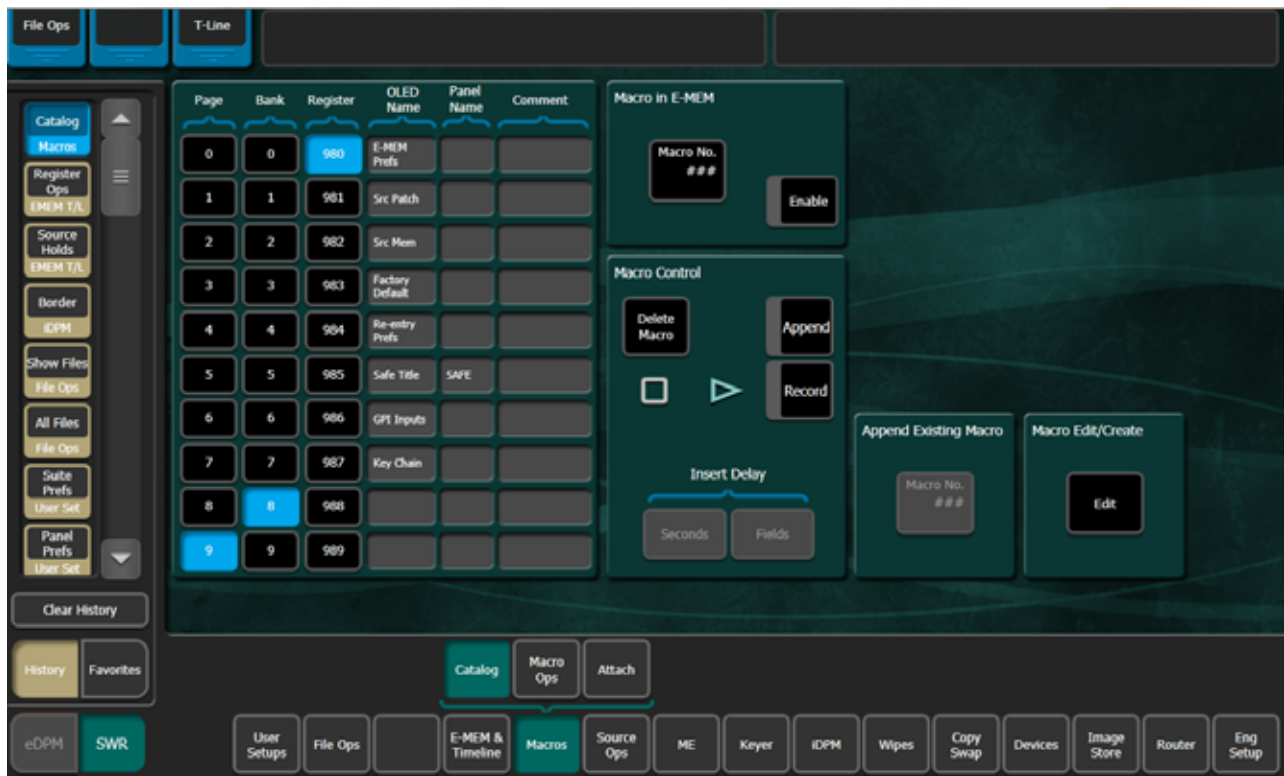 File Ops
T-Line
Catalog
Macros
Register
Ops
EMEM T/L
Source
Holds
EMEM T/L
Border
iDPM
Show Files
File Ops
All Files
File Ops
Suite
Prefs
User Set
Panel
Prefs
User Set
Clear History
History Favorites
eDPM SWR
Page Bank Register OLED Name Panel Name Comment
0 0 980 E-MEM Prefs
1 1 981 Src Patch
2 2 982 Src Mem
3 3 983 Factory Default
4 4 984 Re-entry Prefs
5 5 985 Safe Title SAFE
6 6 986 GPI Inputs
7 7 987 Key Chain
8 8 988
9 9 989
Macro in E-MEM
Macro No.
###
Enable
Macro Control
Delete
Macro
Append
Record
Insert Delay
Seconds Fields
Append Existing Macro
Macro No.
###
Macro Edit/Create
Edit
Catalog
Macro
Ops
Attach
User
Setups
File Ops
E-MEM &
Timeline
Macros
Source
Ops
ME
Keyer
iDPM
Wipes
Copy
Swap
Devices
Image
Store
Router
Eng
Setup